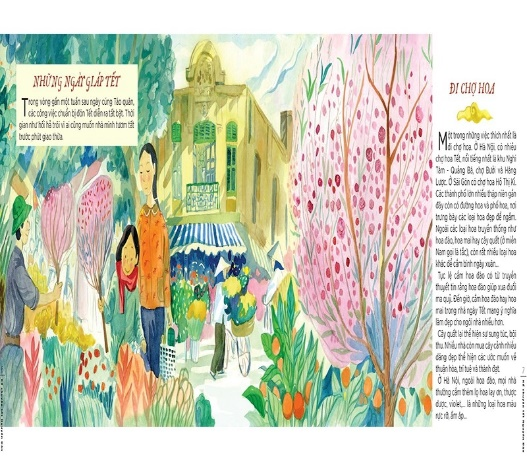 NHỮNG NGÀY GIÁP TẾT
Trong vòng gần một tuần sau ngày cúng Táo quân,
các công việc chuẩn bị đón Tết diễn ra tất bật. Thời
gian như hối hả trôi vì ai cũng muốn nhà mình tươm tất
trước phút giao thừa.
ĐI CHỢ HOA
Một trong những việc thích nhất là
đi chợ hoa. Ở Hà Nội, có nhiều
chợ hoa Tết, nổi tiếng nhất là khu Nghi
Tàm - Quảng Bá, chợ Bưởi và Hàng
Lược. Ở Sài Gòn có chợ hoa Hồ Thị Kỉ.
Các thành phố lớn nhiều thập niên gần
đây còn có đường hoa và phố hoa, nơi
trưng bày các loại hoa đẹp để ngắm.
Ngoài các loại hoa truyền thống như
hoa đào, hoa mai hay cây quất (ở miền
Nam gọi là tắc), còn rất nhiều loại hoa
khác để cắm bình ngày xuân...
Tục lệ cắm hoa đào có từ truyền
thuyết tin rằng hoa đào giúp xua đuổi
ma quỷ. Đến giờ, cắm hoa đào hay hoa
mai trong nhà ngày Tết mang ý nghĩa
làm đẹp cho ngôi nhà nhiều hơn.
Cây quất lại thể hiện sự sung túc, bội
thu. Nhiều nhà còn mua cây cảnh nhiều
dáng đẹp thể hiện các ước muốn về
thuận hòa, trí tuệ và thành đạt.
Ở Hà Nội, ngoài hoa đào, mọi nhà
thường cắm thêm lọ hoa lay ơn, thược
dược, violet,... là những loại hoa màu
rực rỡ, ấm áp...
7